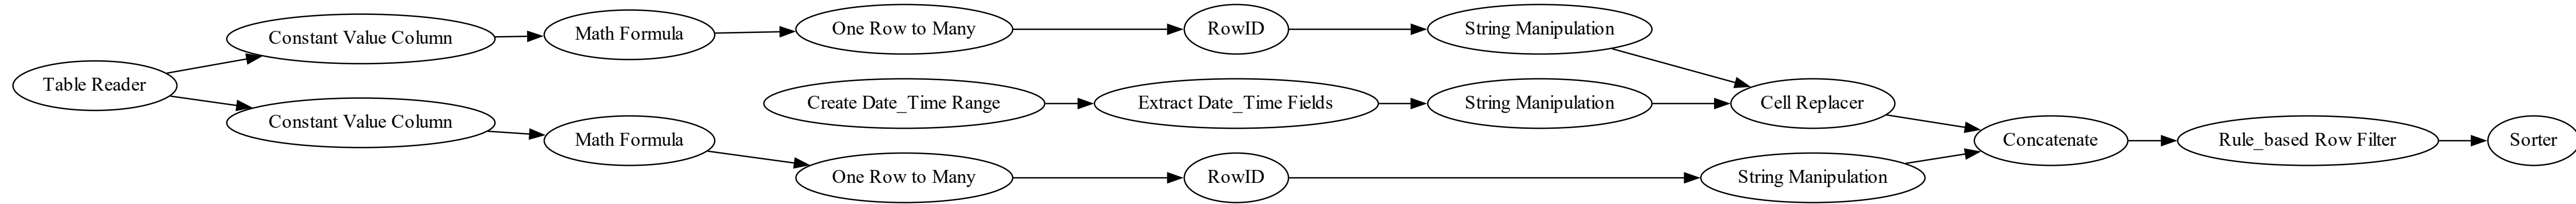 Table Reader
Constant Value Column
Math Formula
One Row to Many
RowID
String Manipulation
Create Date_Time Range
Extract Date_Time Fields
String Manipulation
Cell Replacer
Constant Value Column
Math Formula
One Row to Many
RowID
String Manipulation
Concatenate
Rule_based Row Filter
Sorter